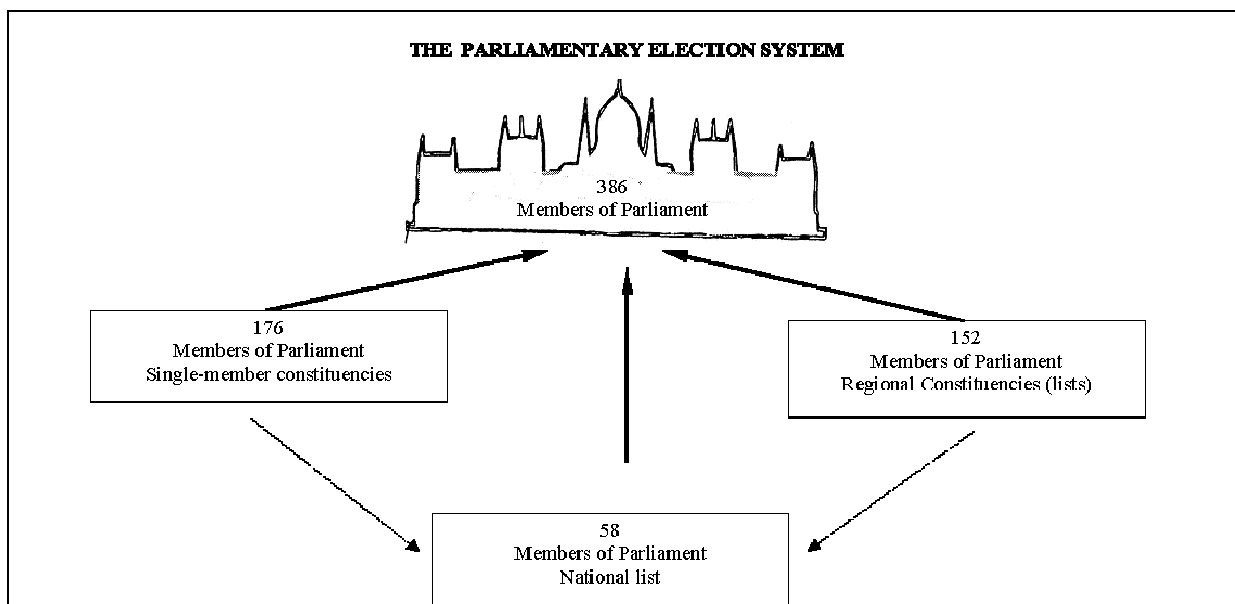 THE PARLIAMENTARY ELECTION SYSTEM
386
Members of Parliament
176
Members of Parliament
Single-member constituencies
152
Members of Parliament
Regional Constituencies (lists)
58
Members of Parliament
National list